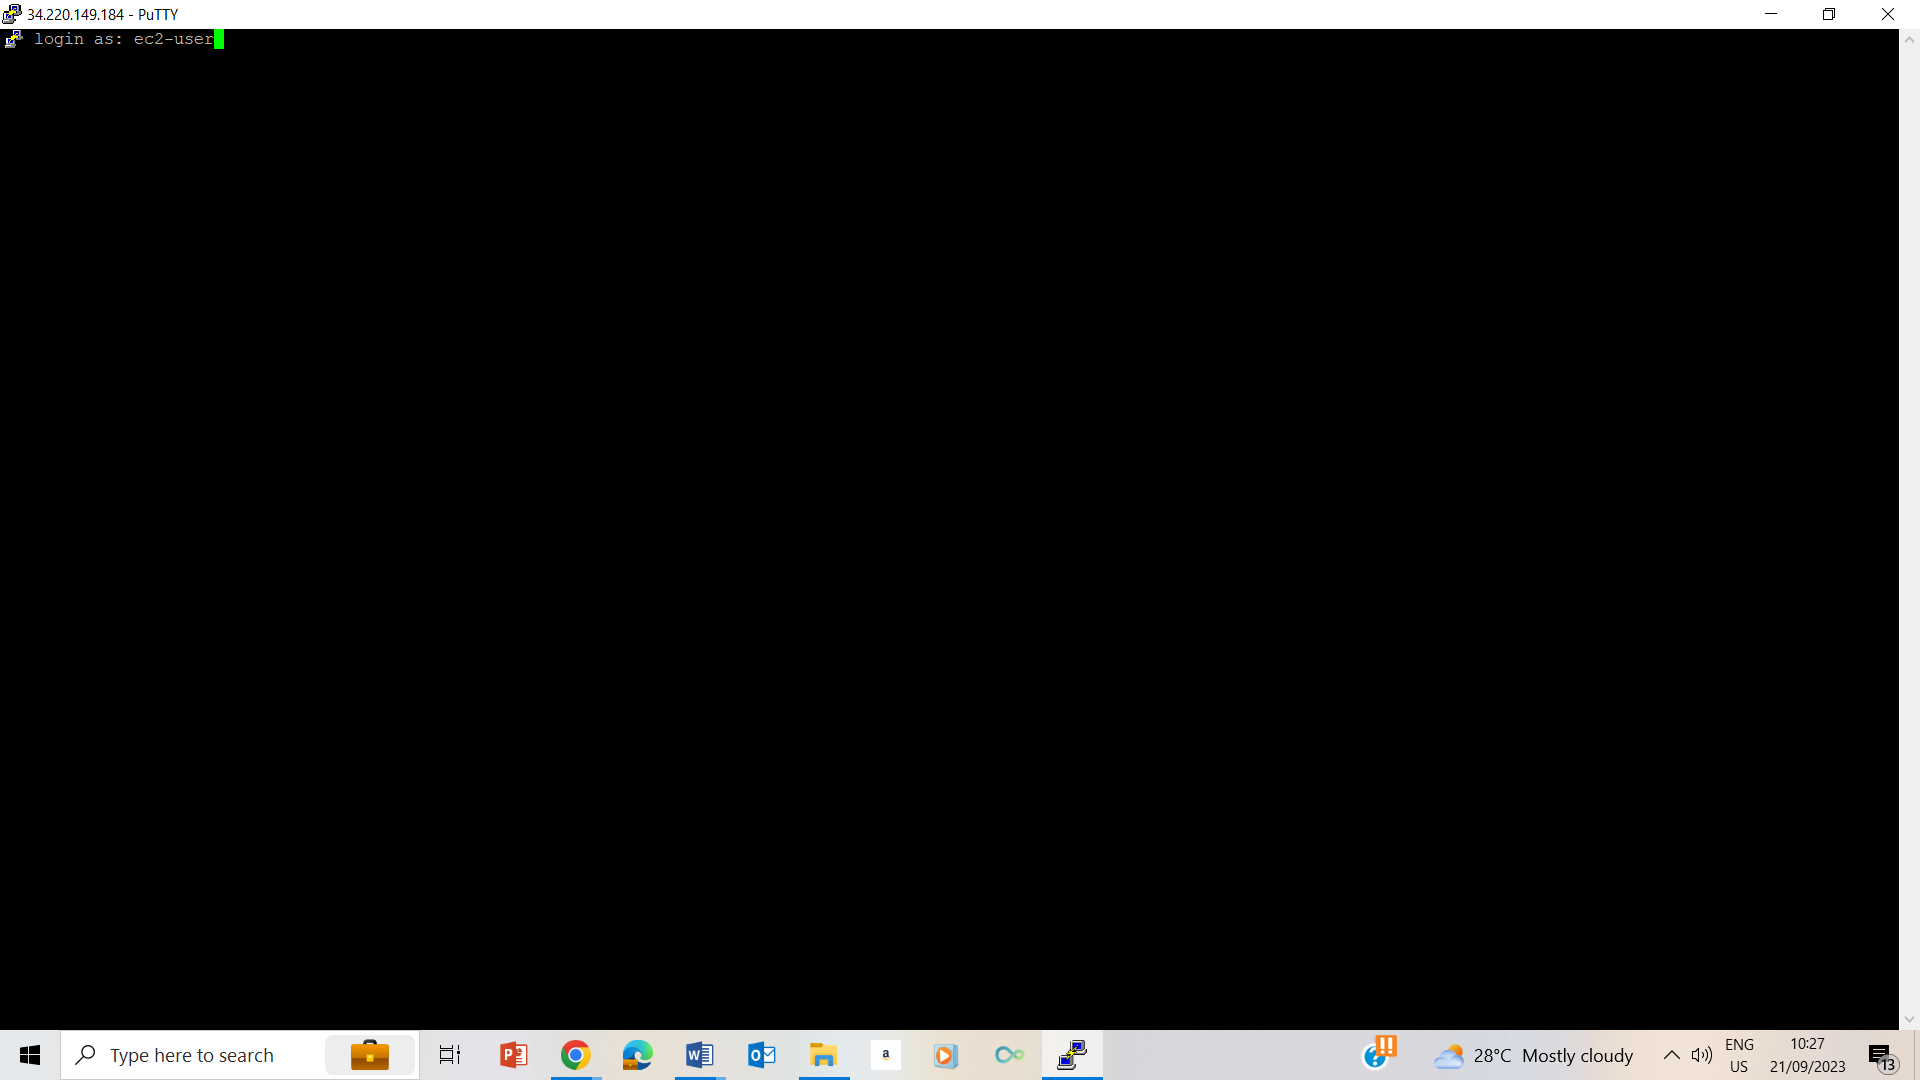 34.220.149.184 - PuTTY
login as: ec2-user
Type here to search
a
28°C Mostly cloudy
ENG
US
10:27
21/09/2023
13